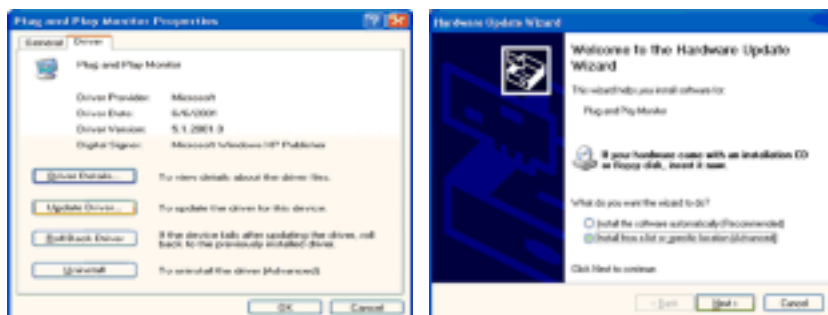 Plug and Play Monitor Properties
General Driver
Plug and Play Monitor
Driver Provider: Microsoft
Driver Date: 6/6/2001
Driver Version: 5.1.2001.0
Digital Signer: Microsoft Windows XP Publisher
Driver Details... To view details about the driver files.
Update Driver... To update the driver for this device.
Roll Back Driver If the device fails after updating the driver, roll
back to the previously installed driver.
Uninstall To uninstall the driver (Advanced).
OK Cancel
Hardware Update Wizard
Welcome to the Hardware Update
Wizard
This wizard helps you install software for:
Plug and Play Monitor
If your hardware came with an installation CD
or floppy disk, insert it now.
What do you want the wizard to do?
Install the software automatically (Recommended)
Install from a list or specific location (Advanced)
Click Next to continue.
< Back Next > Cancel